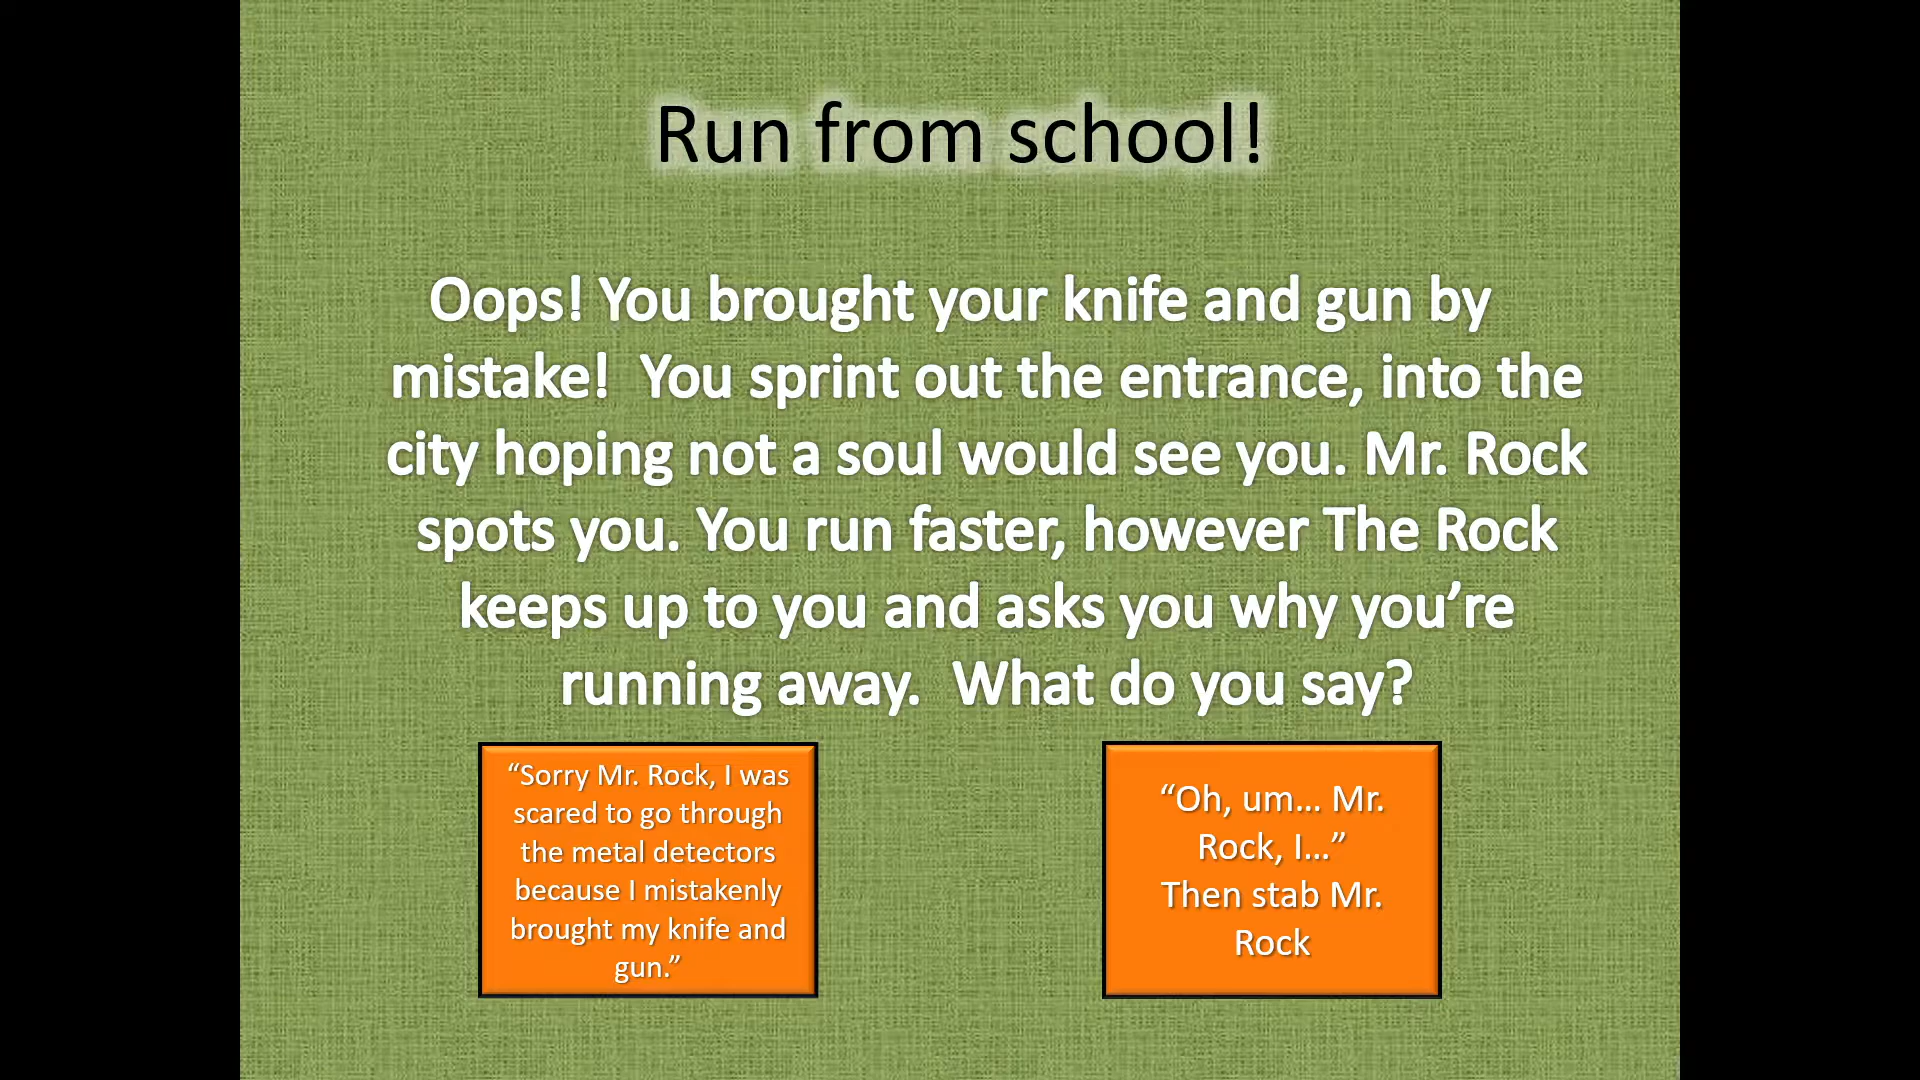 Run from school!
Oops! You brought your knife and gun by
mistake!  You sprint out the entrance, into the
city hoping not a soul would see you. Mr. Rock
spots you. You run faster, however The Rock
keeps up to you and asks you why you’re
running away.  What do you say?
“Sorry Mr. Rock, I was
scared to go through
the metal detectors
because I mistakenly
brought my knife and
gun.”
“Oh, um... Mr.
Rock, I...”
Then stab Mr.
Rock